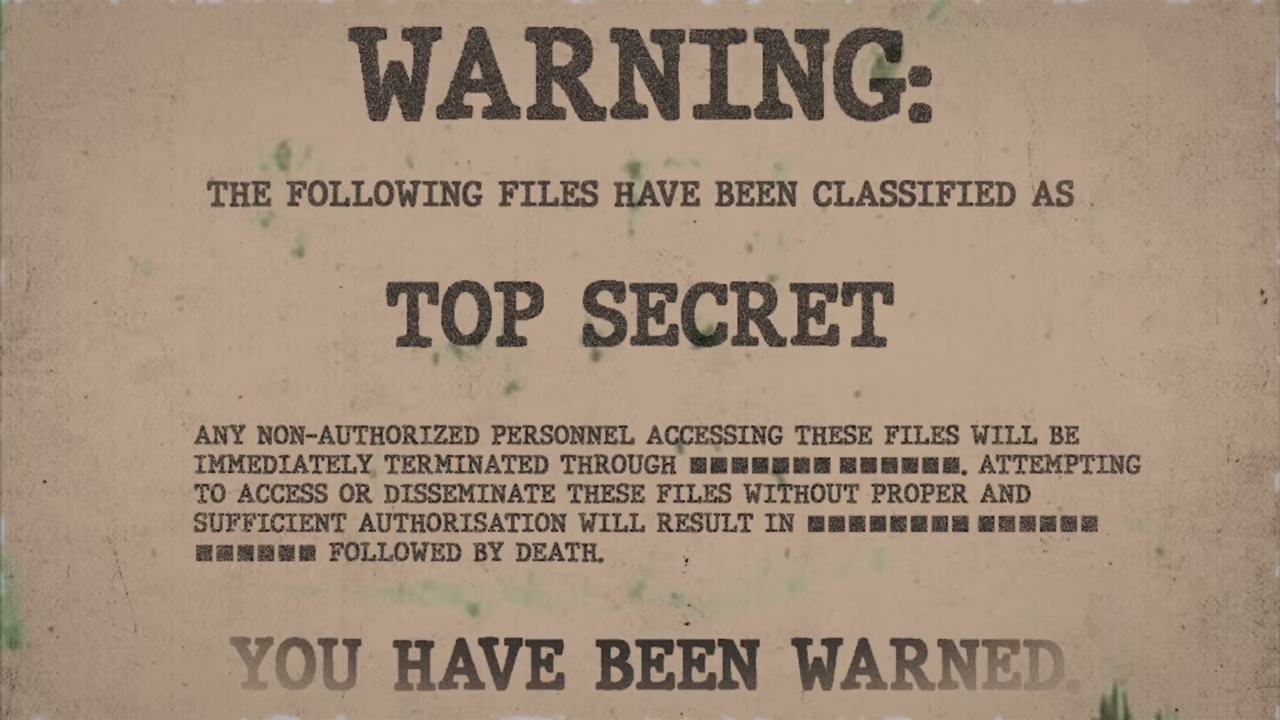 WARNING:
THE FOLLOWING FILES HAVE BEEN CLASSIFIED AS
TOP SECRET
ANY NON-AUTHORIZED PERSONNEL ACCESSING THESE FILES WILL BE
IMMEDIATELY TERMINATED THROUGH ■■■■■■■ ■■■■■■. ATTEMPTING
TO ACCESS OR DISSEMINATE THESE FILES WITHOUT PROPER AND
SUFFICIENT AUTHORISATION WILL RESULT IN ■■■■■■■■ ■■■■■■
■■■■■■ FOLLOWED BY DEATH.
YOU HAVE BEEN WARNED.